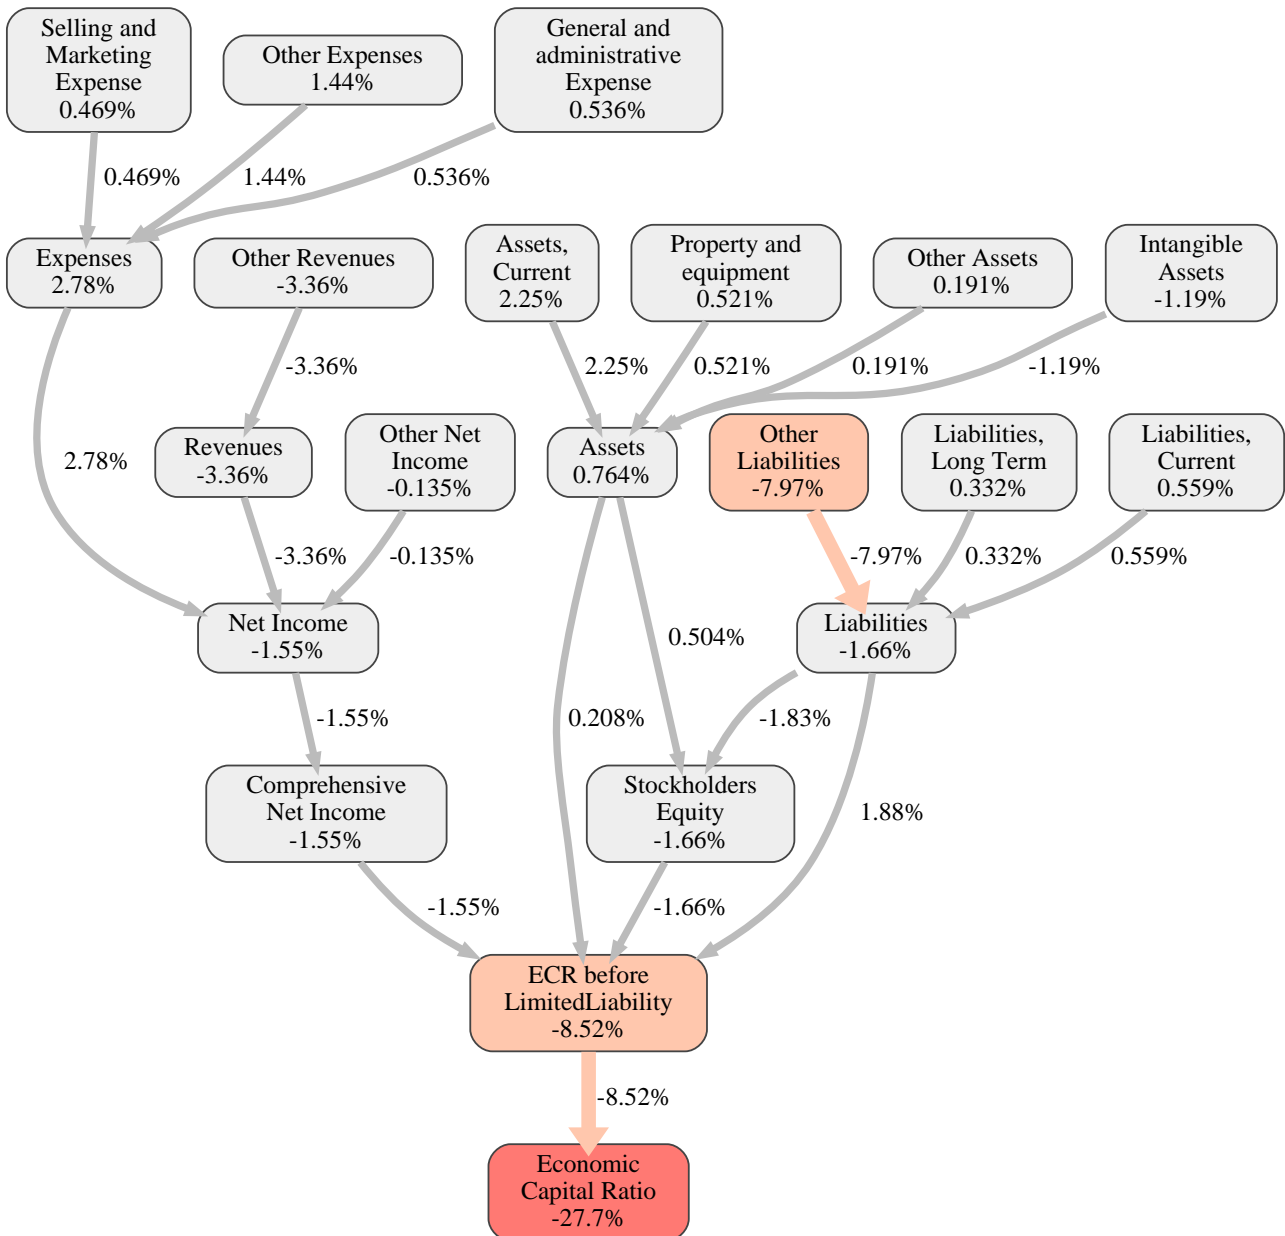 Selling and
Marketing
Expense
0.469%
Other Expenses
1.44%
General and
administrative
Expense
0.536%
0.469%
1.44%
0.536%
Expenses
2.78%
Other Revenues
-3.36%
Assets,
Current
2.25%
Property and
equipment
0.521%
Other Assets
0.191%
Intangible
Assets
-1.19%
-3.36%
2.25%
0.521%
0.191%
-1.19%
2.78%
Revenues
-3.36%
Other Net
Income
-0.135%
Assets
0.764%
Other
Liabilities
-7.97%
Liabilities,
Long Term
0.332%
Liabilities,
Current
0.559%
-3.36%
-0.135%
-7.97%
0.332%
0.559%
Net Income
-1.55%
0.504%
Liabilities
-1.66%
-1.55%
0.208%
-1.83%
1.88%
Comprehensive
Net Income
-1.55%
Stockholders
Equity
-1.66%
-1.55%
-1.66%
ECR before
LimitedLiability
-8.52%
-8.52%
Economic
Capital Ratio
-27.7%